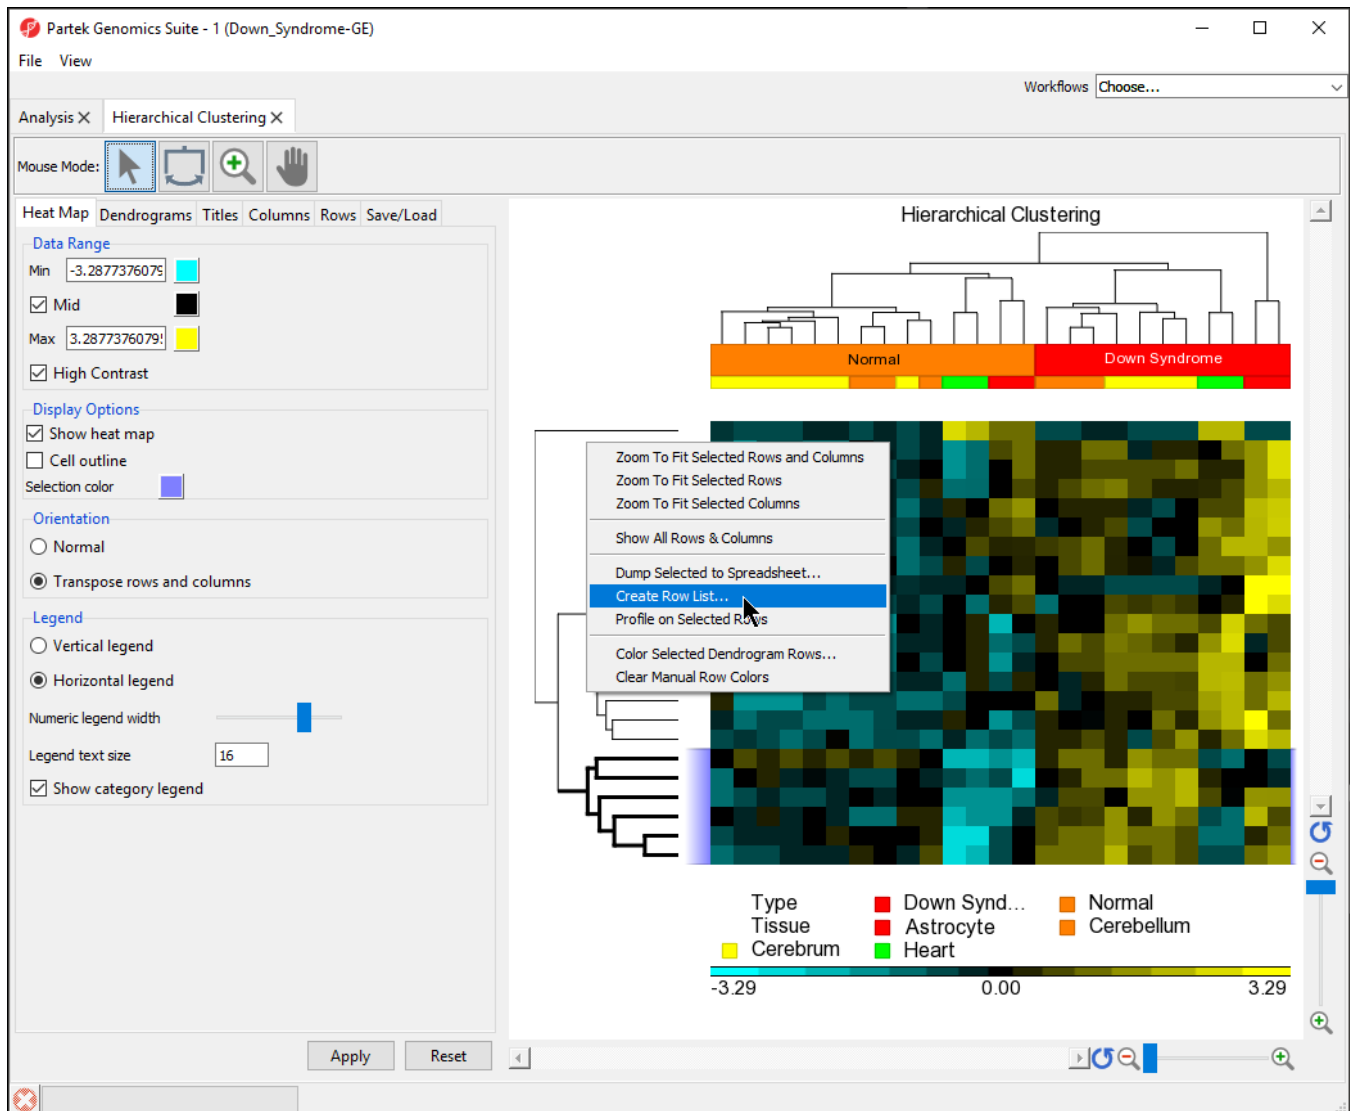 Partek Genomics Suite - 1 (Down_Syndrome-GE)
File View
Workflows Choose...
Analysis Hierarchical Clustering
Mouse Mode:
Heat Map Dendrograms Titles Columns Rows Save/Load
Data Range
Min -3.2877376079
Mid
Max 3.287737607
High Contrast
Display Options
Show heat map
Cell outline
Selection color
Orientation
Normal
Transpose rows and columns
Legend
Vertical legend
Horizontal legend
Numeric legend width
Legend text size 16
Show category legend
Apply Reset
Hierarchical Clustering
Normal Down Syndrome
Zoom To Fit Selected Rows and Columns
Zoom To Fit Selected Rows
Zoom To Fit Selected Columns
Show All Rows & Columns
Dump Selected to Spreadsheet...
Create Row List...
Profile on Selected Rows
Color Selected Dendrogram Rows...
Clear Manual Row Colors
Type Down Synd... Normal
Tissue Astrocyte Cerebellum
Cerebrum Heart
-3.29 0.00 3.29